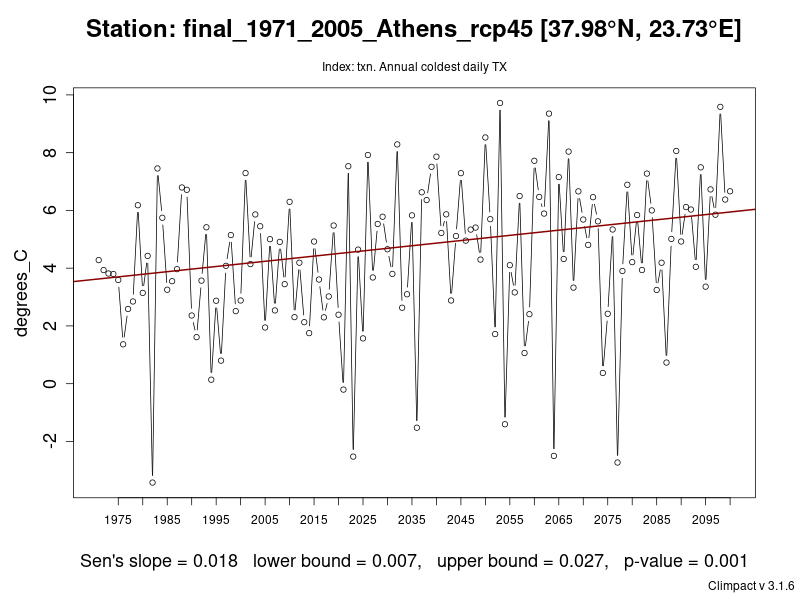 Station: final_1971_2005_Athens_rcp45 [37.98°N, 23.73°E]
Index: txn. Annual coldest daily TX
degrees_C
10
8
6
4
2
0
-2
1975 1985 1995 2005 2015 2025 2035 2045 2055 2065 2075 2085 2095
Sen's slope = 0.018 lower bound = 0.007, upper bound = 0.027, p-value = 0.001
Climpact v 3.1.6